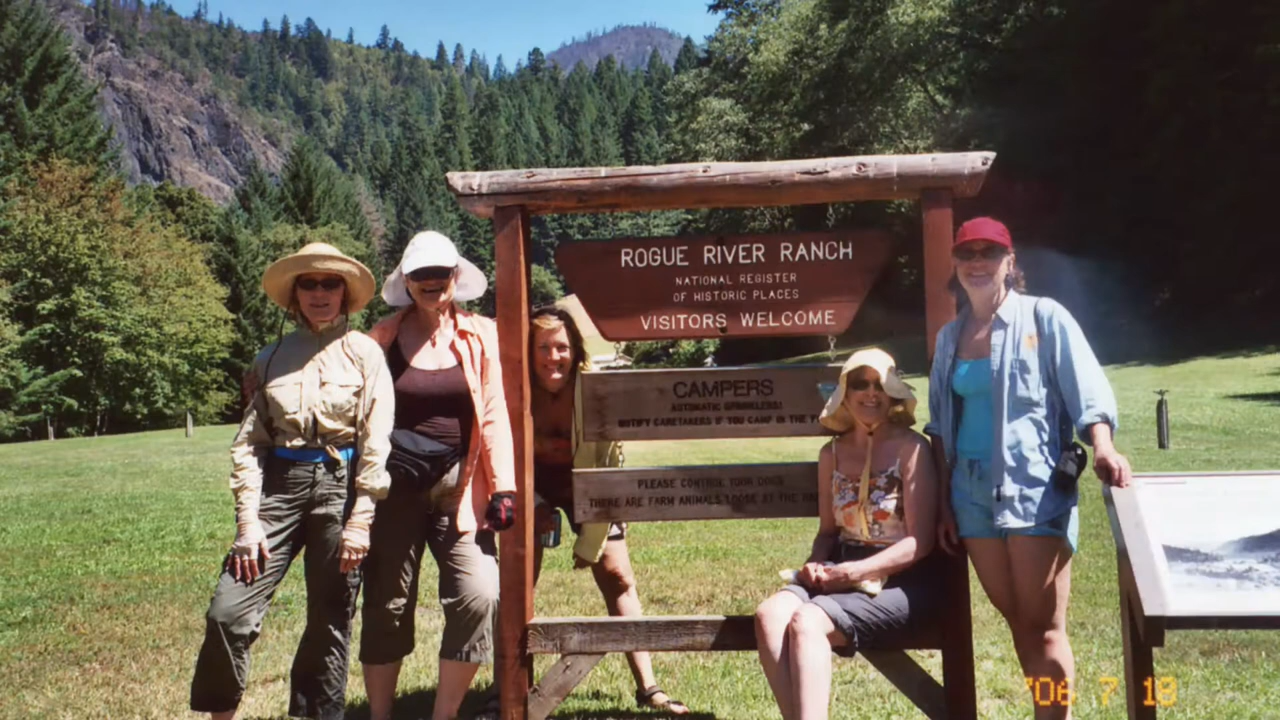 ROGUE RIVER RANCH
NATIONAL REGISTER
OF HISTORIC PLACES
VISITORS WELCOME
CAMPERS
AUTOMATIC SPRINKLERS!
NOTIFY CARETAKERS IF YOU CAMP IN THE
PLEASE CONTROL YOUR DOGS
THERE ARE FARM ANIMALS LOOSE AT THE
'06 7 18